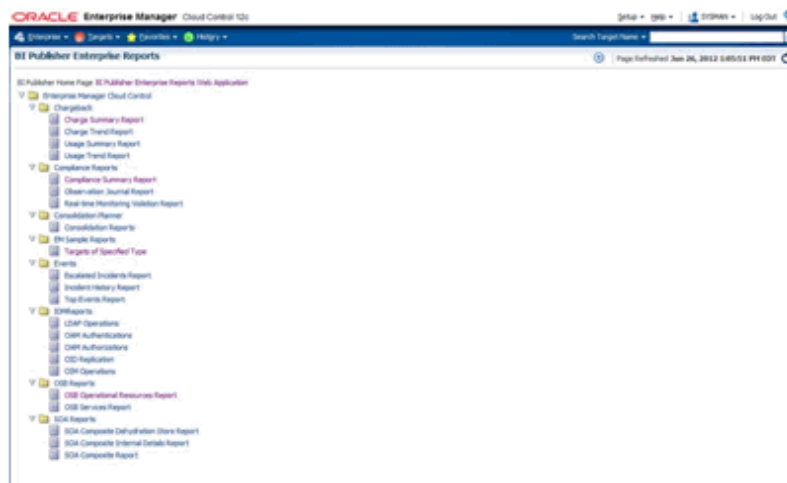 ORACLE Enterprise Manager Cloud Control 12c
Setup Help SYSMAN Log Out
Enterprise Targets Favorites History Search Target Name
BI Publisher Enterprise Reports
Page Refreshed Jun 26, 2012 1:05:51 PM EDT
BI Publisher Home Page: BI Publisher Enterprise Reports Web Application
Enterprise Manager Cloud Control
Chargeback
Charge Summary Report
Charge Trend Report
Usage Summary Report
Usage Trend Report
Compliance Reports
Compliance Summary Report
Observation Journal Report
Real-time Monitoring Violation Report
Consolidation Planner
Consolidation Reports
EM Sample Reports
Targets of Specified Type
Events
Escalated Incidents Report
Incident History Report
Top Events Report
IDMReports
LDAP Operations
OAM Authentications
OAM Authorizations
OID Replication
OIM Operations
OSB Reports
OSB Operational Resources Report
OSB Services Report
SOA Reports
SOA Composite Dehydration Store Report
SOA Composite Internal Details Report
SOA Composite Report